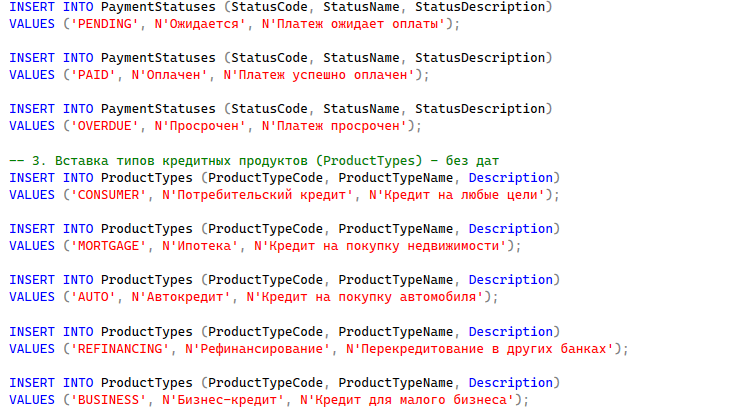 INSERT INTO PaymentStatuses (StatusCode, StatusName, StatusDescription)
VALUES ('PENDING', N'Ожидается', N'Платеж ожидает оплаты');
INSERT INTO PaymentStatuses (StatusCode, StatusName, StatusDescription)
VALUES ('PAID', N'Оплачен', N'Платеж успешно оплачен');
INSERT INTO PaymentStatuses (StatusCode, StatusName, StatusDescription)
VALUES ('OVERDUE', N'Просрочен', N'Платеж просрочен');
-- 3. Вставка типов кредитных продуктов (ProductTypes) - без дат
INSERT INTO ProductTypes (ProductTypeCode, ProductTypeName, Description)
VALUES ('CONSUMER', N'Потребительский кредит', N'Кредит на любые цели');
INSERT INTO ProductTypes (ProductTypeCode, ProductTypeName, Description)
VALUES ('MORTGAGE', N'Ипотека', N'Кредит на покупку недвижимости');
INSERT INTO ProductTypes (ProductTypeCode, ProductTypeName, Description)
VALUES ('AUTO', N'Автокредит', N'Кредит на покупку автомобиля');
INSERT INTO ProductTypes (ProductTypeCode, ProductTypeName, Description)
VALUES ('REFINANCING', N'Рефинансирование', N'Перекредитование в других банках');
INSERT INTO ProductTypes (ProductTypeCode, ProductTypeName, Description)
VALUES ('BUSINESS', N'Бизнес-кредит', N'Кредит для малого бизнеса');